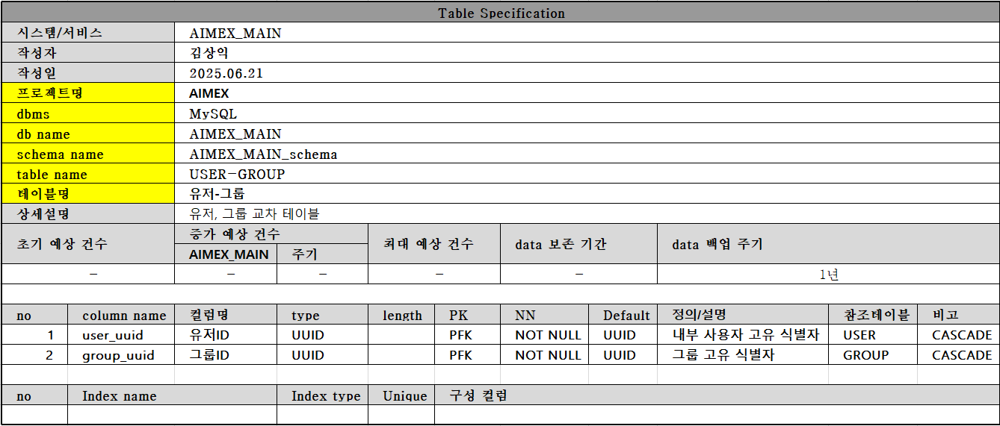 Table Specification
시스템/서비스 AIMEX_MAIN
작성자 김상익
작성일 2025.06.21
프로젝트명 AIMEX
dbms MySQL
db name AIMEX_MAIN
schema name AIMEX_MAIN_schema
table name USER-GROUP
테이블명 유저-그룹
상세설명 유저, 그룹 교차 테이블
초기 예상 건수 증가 예상 건수 최대 예상 건수 data 보존 기간 data 백업 주기
AIMEX_MAIN 주기
- - - - - 1년
no column name 컬럼명 type length PK NN Default 정의/설명 참조테이블 비고
1 user_uuid 유저ID UUID PFK NOT NULL UUID 내부 사용자 고유 식별자 USER CASCADE
2 group_uuid 그룹ID UUID PFK NOT NULL UUID 그룹 고유 식별자 GROUP CASCADE
no Index name Index type Unique 구성 컬럼